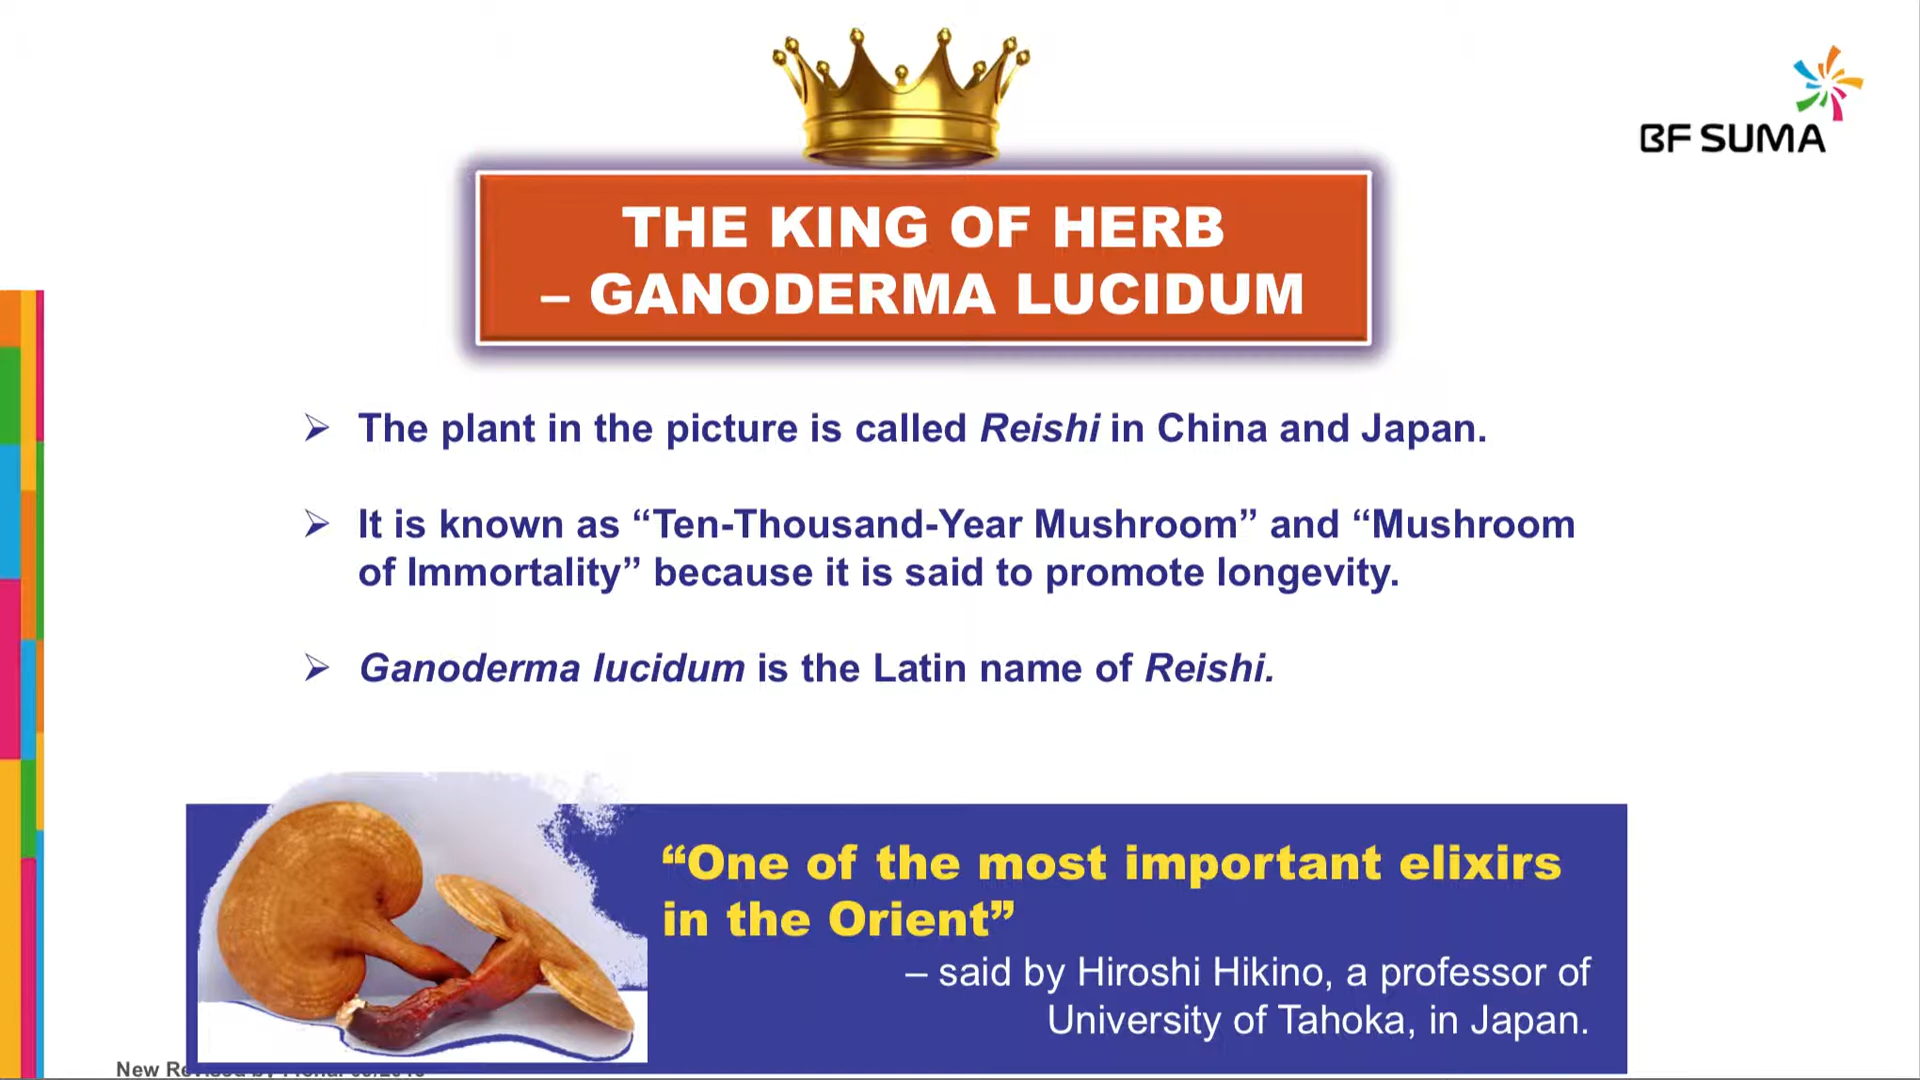 BF SUMA
THE KING OF HERB
– GANODERMA LUCIDUM
➢ The plant in the picture is called Reishi in China and Japan.
➢ It is known as “Ten-Thousand-Year Mushroom” and “Mushroom
of Immortality” because it is said to promote longevity.
➢ Ganoderma lucidum is the Latin name of Reishi.
“One of the most important elixirs
in the Orient”
– said by Hiroshi Hikino, a professor of
University of Tahoka, in Japan.
New Revised by